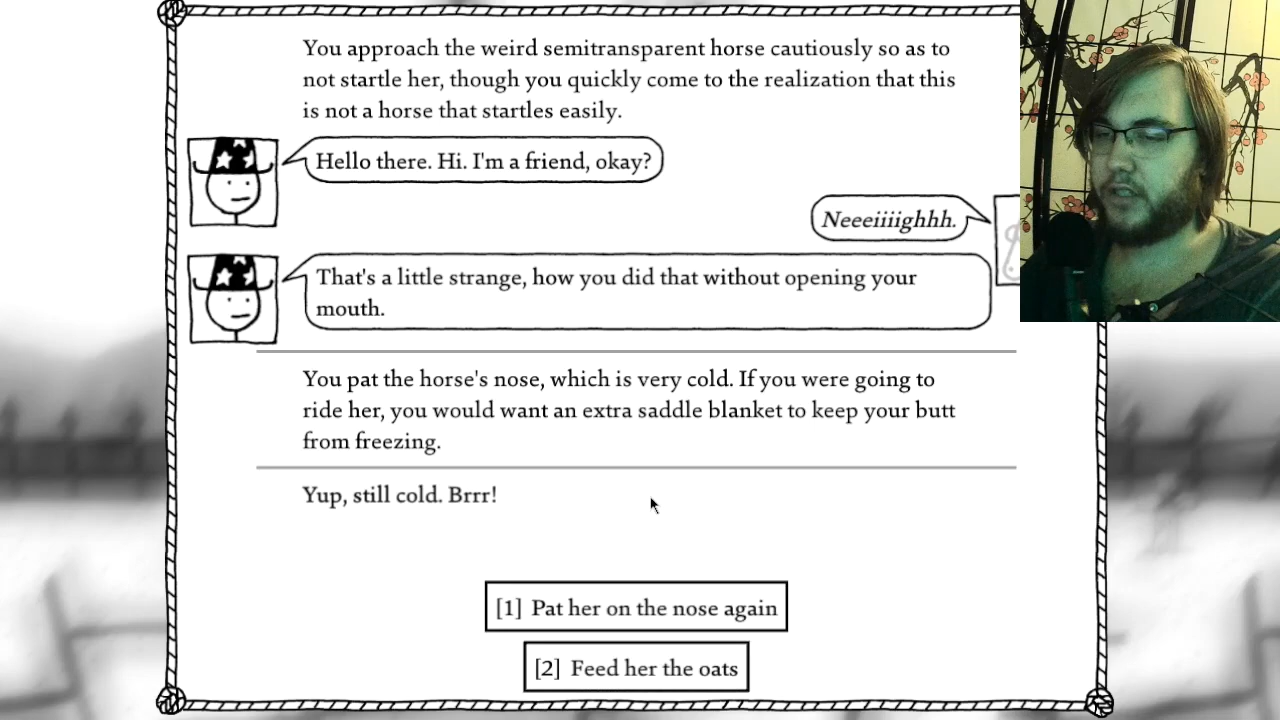 You approach the weird semitransparent horse cautiously so as to
not startle her, though you quickly come to the realization that this
is not a horse that startles easily.
Hello there. Hi. I'm a friend, okay?
Neeeiiiighhh.
That's a little strange, how you did that without opening your
mouth.
You pat the horse's nose, which is very cold. If you were going to
ride her, you would want an extra saddle blanket to keep your butt
from freezing.
Yup, still cold. Brrr!
[1] Pat her on the nose again
[2] Feed her the oats